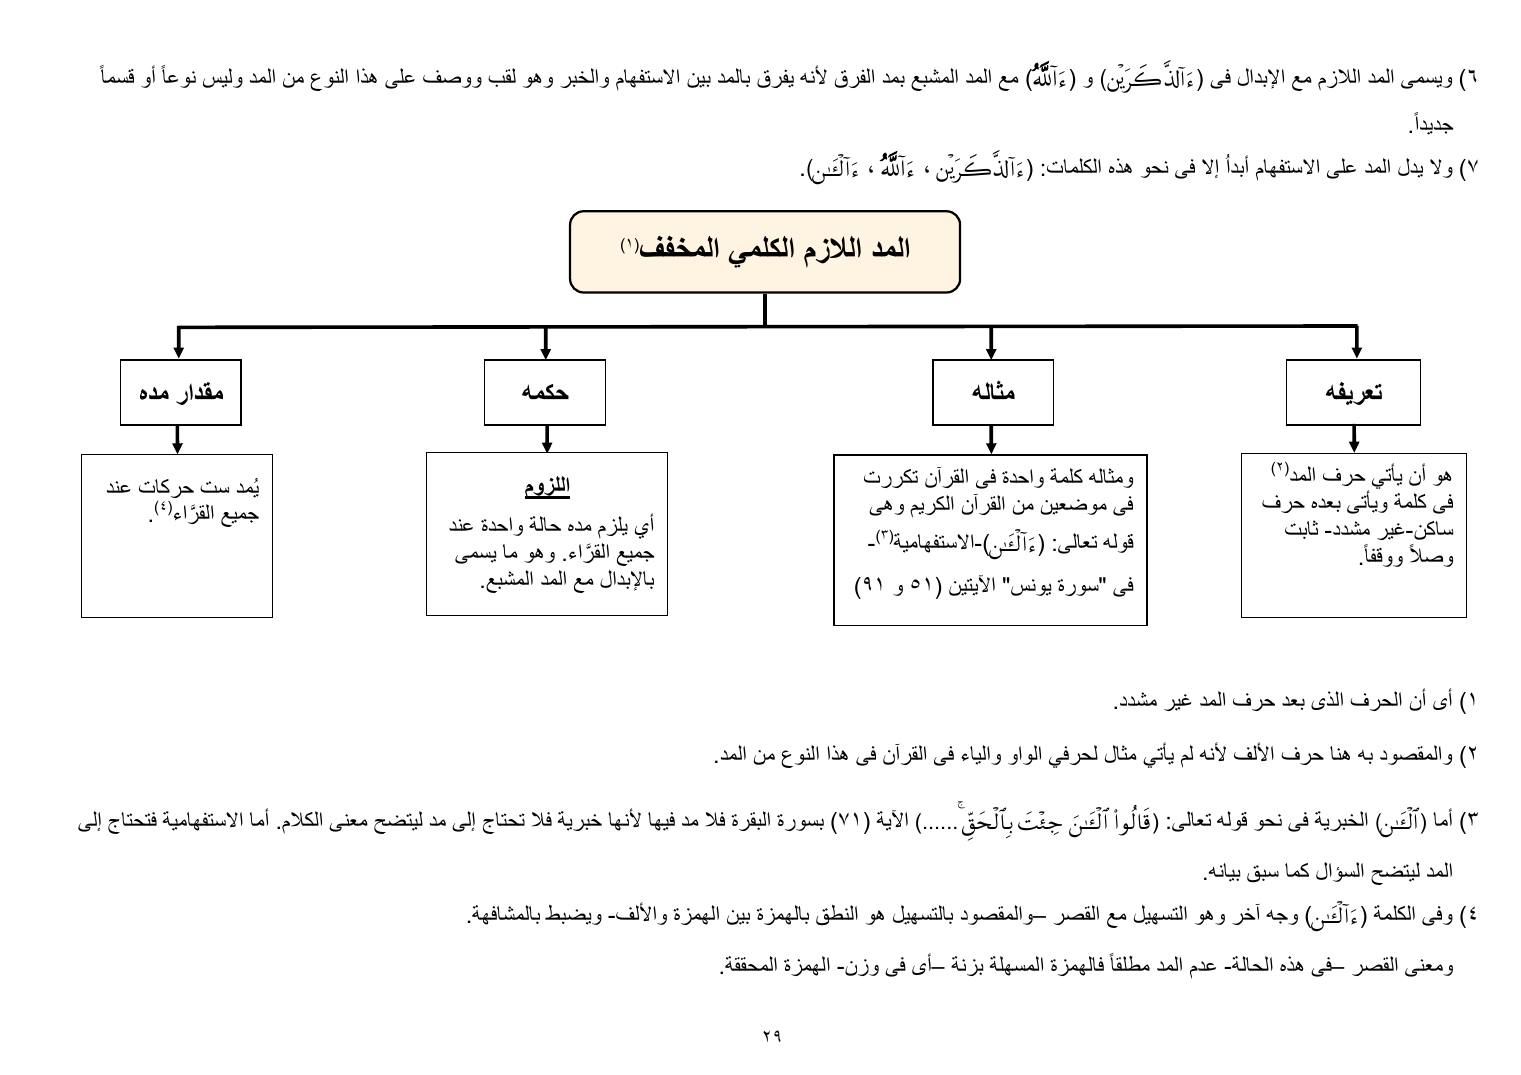 ٦) ويسمى المد اللازم مع الإبدال فى (ءَآلذَّكَرَيْنِ) و (ءَآللَّهُ) مع المد المشبع بمد الفرق لأنه يفرق بالمد بين الاستفهام والخبر وهو لقب ووصف على هذا النوع من المد وليس نوعاً أو قسماً
جديداً.
٧) ولا يدل المد على الاستفهام أبداُ إلا فى نحو هذه الكلمات: (ءَآلذَّكَرَيْنِ ، ءَآللَّهُ ، ءَآلْـَٰٔنَ).
المد اللازم الكلمي المخفف(١)
تعريفه
مثاله
حكمه
مقدار مده
هو أن يأتي حرف المد(٢)
فى كلمة ويأتى بعده حرف
ساكن-غير مشدد- ثابت
وصلاً ووقفاً.
ومثاله كلمة واحدة فى القرآن تكررت
فى موضعين من القرآن الكريم وهى
قوله تعالى: (ءَآلْـَٰٔنَ)-الاستفهامية(٣)-
فى "سورة يونس" الآيتين (٥١ و ٩١)
اللزوم
أي يلزم مده حالة واحدة عند
جميع القرَّاء. وهو ما يسمى
بالإبدال مع المد المشبع.
يُمد ست حركات عند
جميع القرَّاء(٤).
١) أى أن الحرف الذى بعد حرف المد غير مشدد.
٢) والمقصود به هنا حرف الألف لأنه لم يأتي مثال لحرفي الواو والياء فى القرآن فى هذا النوع من المد.
٣) أما (ٱلْـَٰٔنَ) الخبرية فى نحو قوله تعالى: (قَالُوا۟ ٱلْـَٰٔنَ جِئْتَ بِٱلْحَقِّ ۚ......) الآية (٧١) بسورة البقرة فلا مد فيها لأنها خبرية فلا تحتاج إلى مد ليتضح معنى الكلام. أما الاستفهامية فتحتاج إلى
المد ليتضح السؤال كما سبق بيانه.
٤) وفى الكلمة (ءَآلْـَٰٔنَ) وجه آخر وهو التسهيل مع القصر –والمقصود بالتسهيل هو النطق بالهمزة بين الهمزة والألف- ويضبط بالمشافهة.
ومعنى القصر –فى هذه الحالة- عدم المد مطلقاً فالهمزة المسهلة بزنة –أى فى وزن- الهمزة المحققة.
٢٩